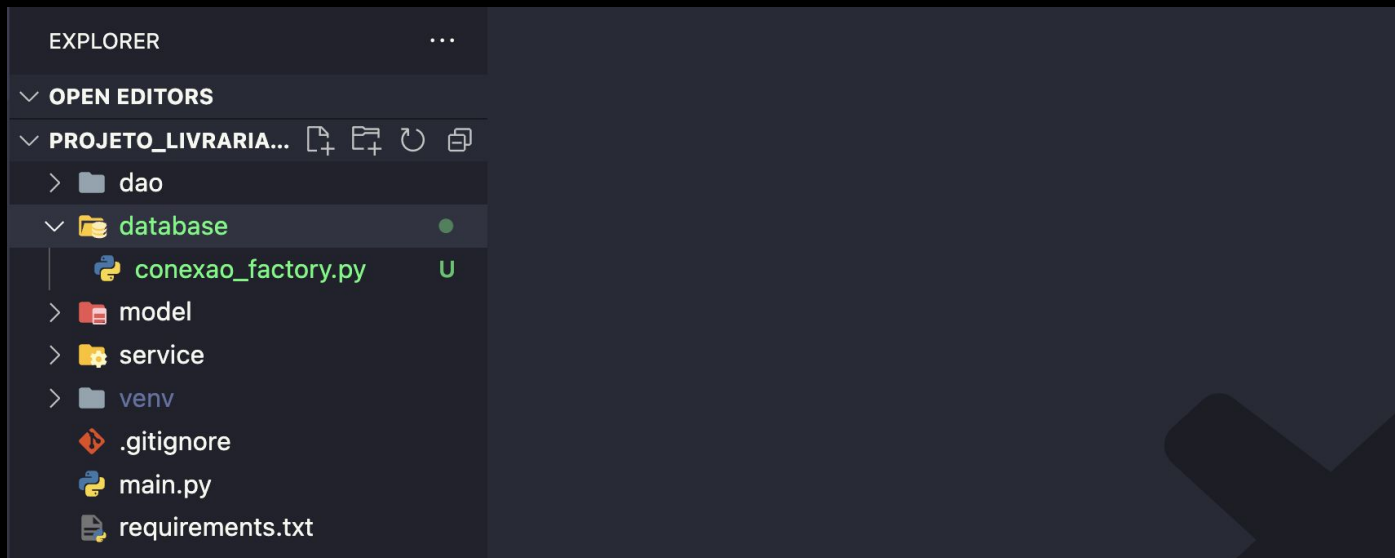 EXPLORER ...
OPEN EDITORS
PROJETO_LIVRARIA...
dao
database
conexao_factory.py U
model
service
venv
.gitignore
main.py
requirements.txt